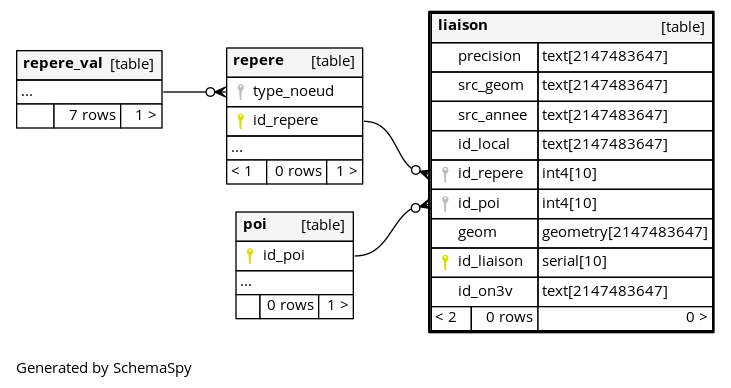 repere_val [table]
...
7 rows 1 >
repere [table]
type_noeud
id_repere
...
< 1 0 rows 1 >
poi [table]
id_poi
...
0 rows 1 >
liaison [table]
precision text[2147483647]
src_geom text[2147483647]
src_annee text[2147483647]
id_local text[2147483647]
id_repere int4[10]
id_poi int4[10]
geom geometry[2147483647]
id_liaison serial[10]
id_on3v text[2147483647]
< 2 0 rows 0 >
Generated by SchemaSpy